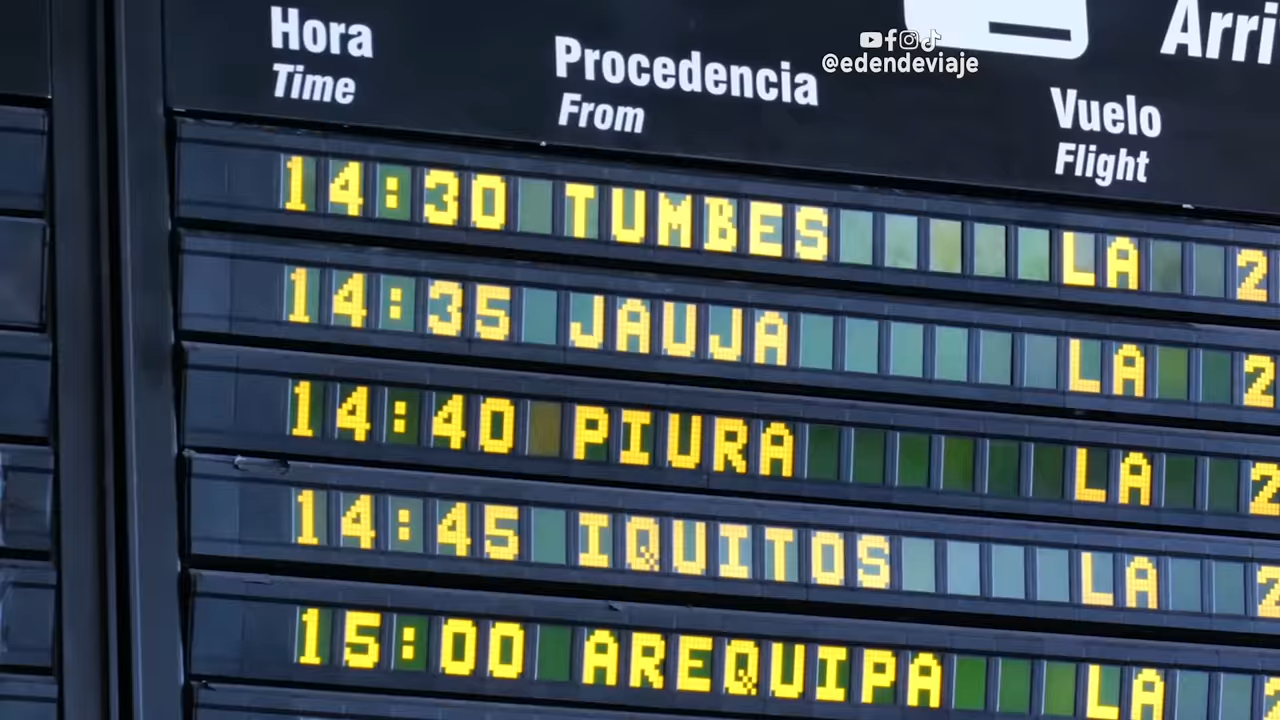 Hora Procedencia Vuelo Arri
Time From Flight
@edendeviaje
14:30 TUMBES LA 2
14:35 JAUJA LA 2
14:40 PIURA LA 2
14:45 IQUITOS LA 2
15:00 AREQUIPA LA 2